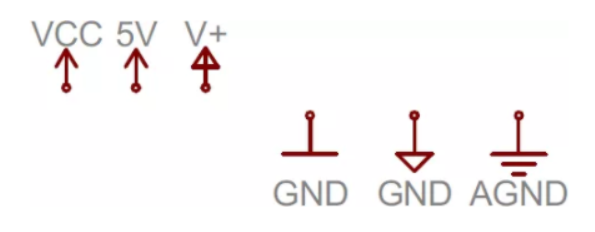 VCC 5V V+
GND GND AGND